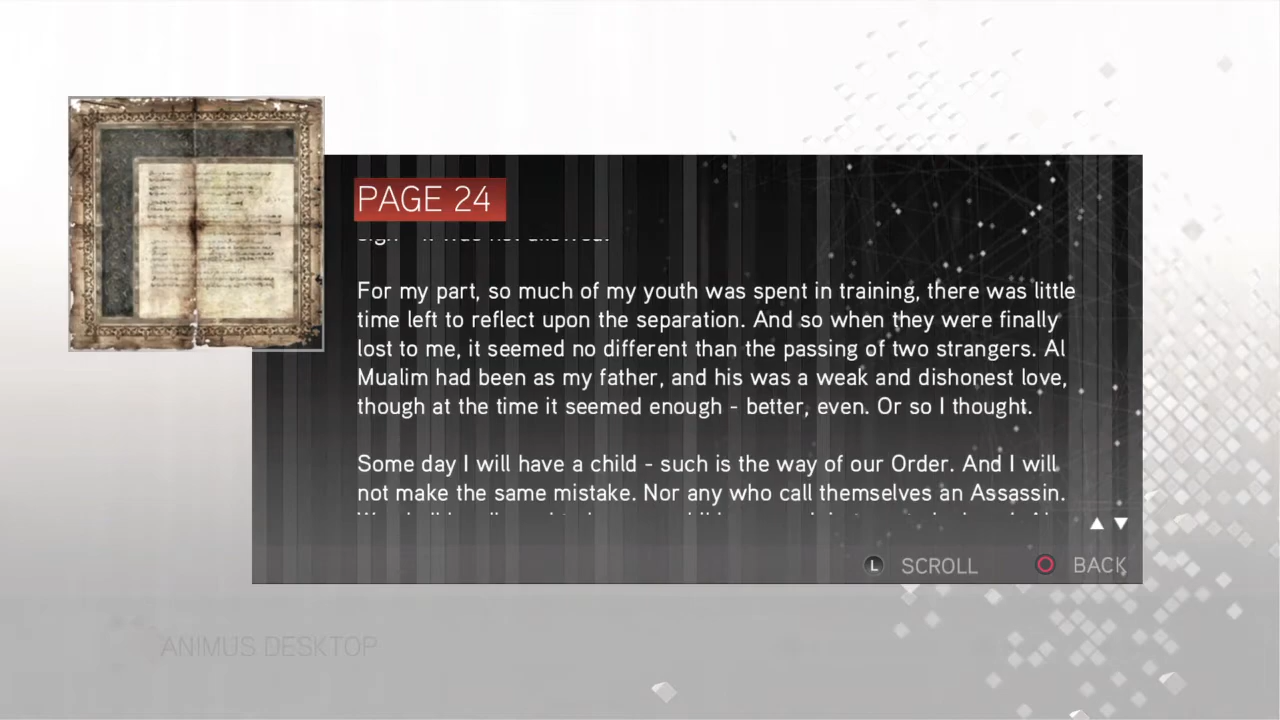 PAGE 24
For my part, so much of my youth was spent in training, there was little
time left to reflect upon the separation. And so when they were finally
lost to me, it seemed no different than the passing of two strangers. Al
Mualim had been as my father, and his was a weak and dishonest love,
though at the time it seemed enough - better, even. Or so I thought.
Some day I will have a child - such is the way of our Order. And I will
not make the same mistake. Nor any who call themselves an Assassin.
L SCROLL
BACK
ANIMUS DESKTOP